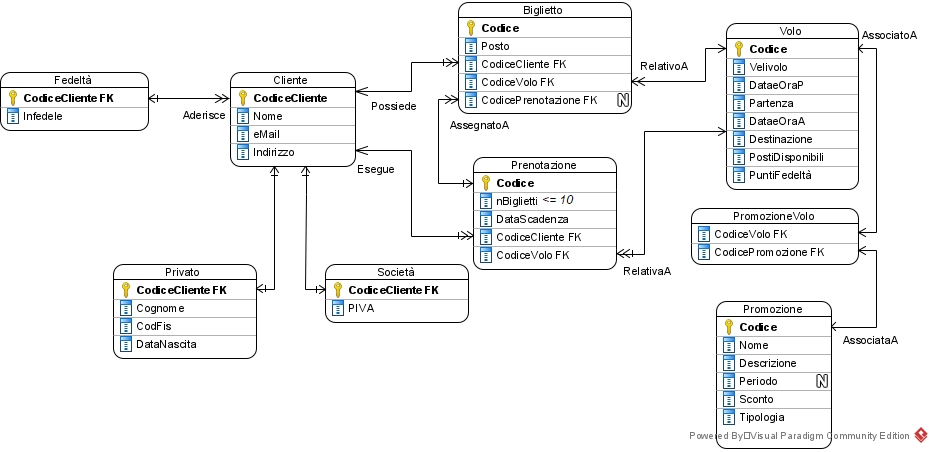 Biglietto
Codice
Posto
CodiceCliente FK
CodiceVolo FK
CodicePrenotazione FK
N
Volo
Codice
Velivolo
DataeOraP
Partenza
DataeOraA
Destinazione
PostiDisponibili
PuntiFedeltà
AssociatoA
RelativoA
Fedeltà
CodiceCliente FK
Infedele
Aderisce
Cliente
CodiceCliente
Nome
eMail
Indirizzo
Possiede
AssegnatoA
Esegue
Prenotazione
Codice
nBiglietti <= 10
DataScadenza
CodiceCliente FK
CodiceVolo FK
RelativaA
PromozioneVolo
CodiceVolo FK
CodicePromozione FK
Privato
CodiceCliente FK
Cognome
CodFis
DataNascita
Società
CodiceCliente FK
PIVA
Promozione
Codice
Nome
Descrizione
Periodo
N
Sconto
Tipologia
AssociataA
Powered By Visual Paradigm Community Edition